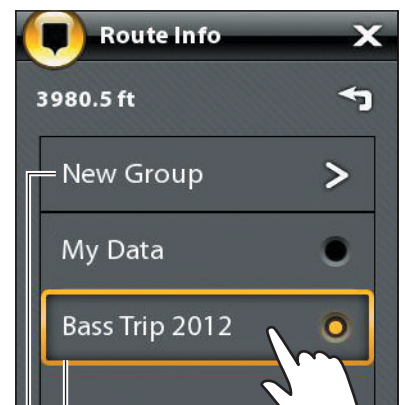 Route Info
3980.5 ft
New Group
My Data
Bass Trip 2012